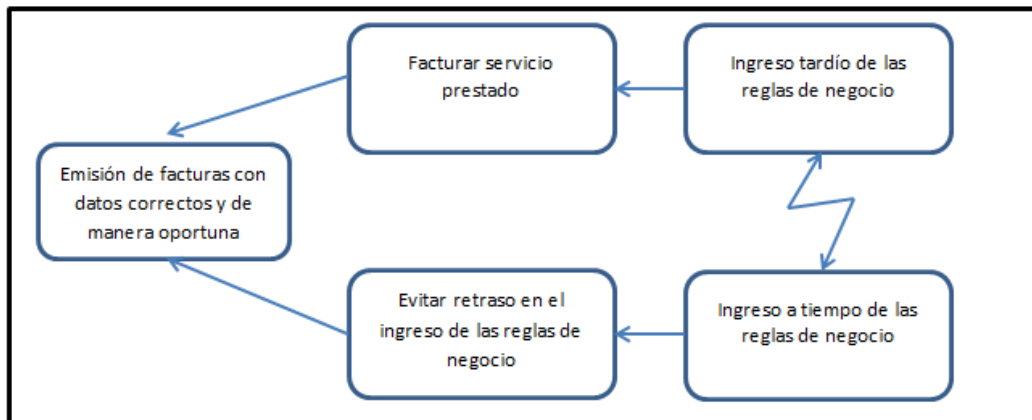 Facturar servicio
prestado
Ingreso tardío de las
reglas de negocio
Emisión de facturas con
datos correctos y de
manera oportuna
Evitar retraso en el
ingreso de las reglas de
negocio
Ingreso a tiempo de las
reglas de negocio